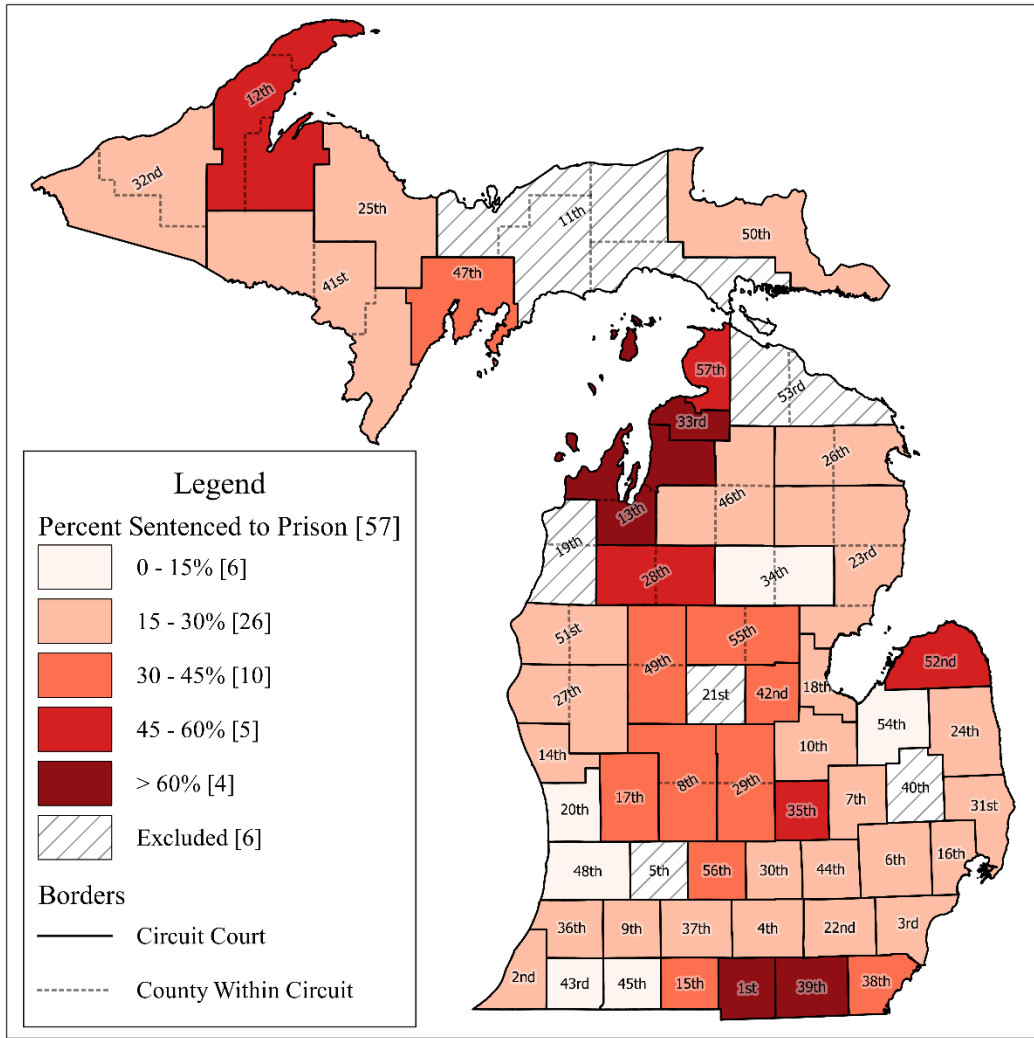 12th
32nd
25th
11th
50th
41st
47th
57th
53rd
33rd
26th
46th
13th
19th
23rd
28th
34th
51st
55th
49th
52nd
21st
42nd
18th
27th
54th
24th
14th
10th
40th
8th
29th
17th
20th
35th
7th
31st
48th
5th
56th
30th
44th
6th
16th
36th
9th
37th
4th
22nd
3rd
2nd
43rd
45th
15th
1st
39th
38th
Legend
Percent Sentenced to Prison [57]
0 - 15% [6]
15 - 30% [26]
30 - 45% [10]
45 - 60% [5]
> 60% [4]
Excluded [6]
Borders
Circuit Court
County Within Circuit